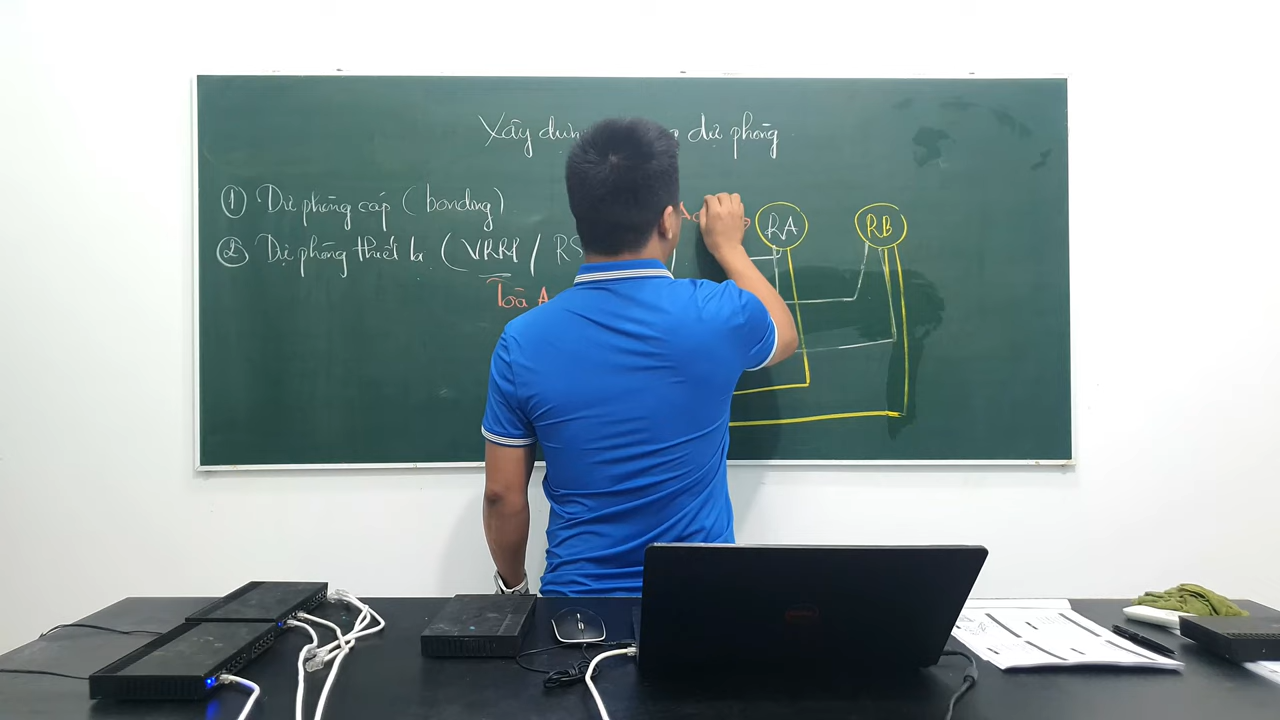 Xây dựng dự phòng
① Dự phòng cáp (bonding)
② Dự phòng thiết bị (VRRP / RS
Toà A
RA
RB
DELL